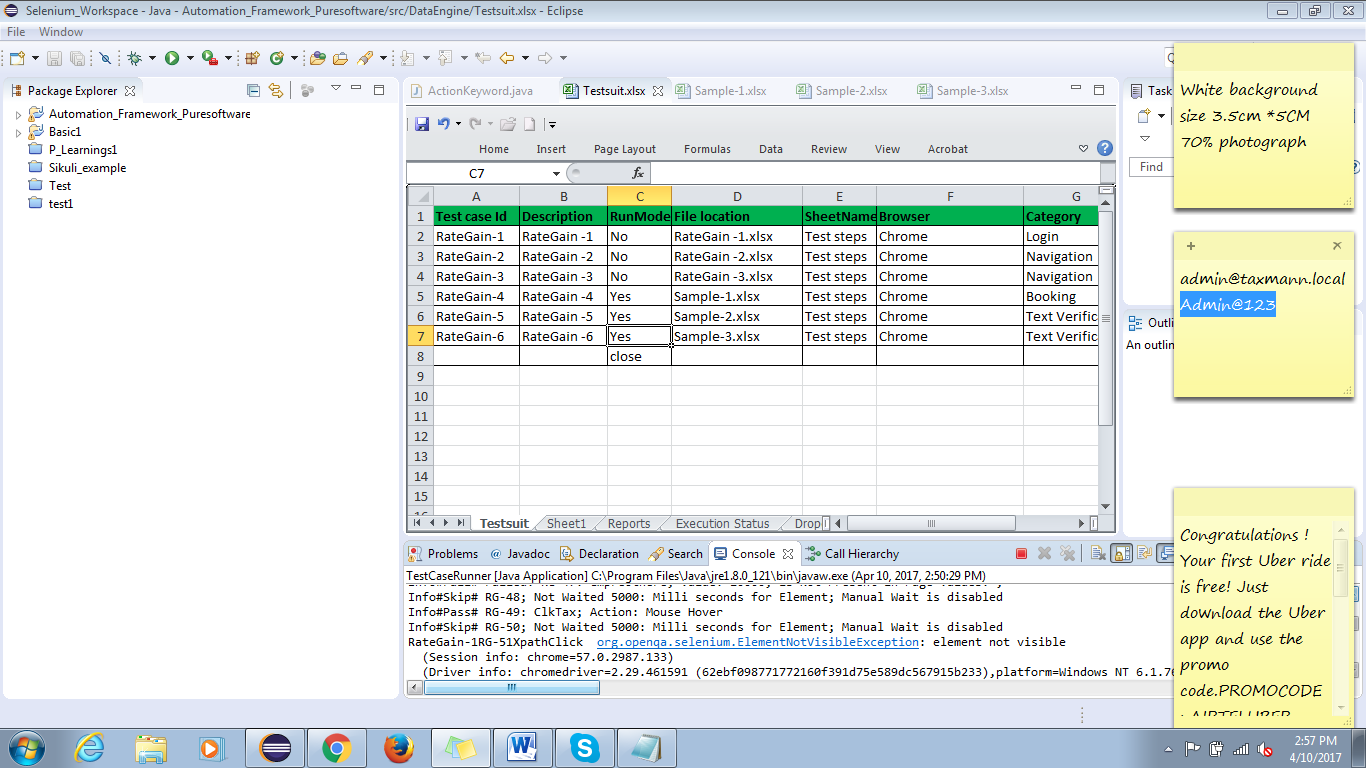 Selenium_Workspace - Java - Automation_Framework_Puresoftware/src/DataEngine/Testsuit.xlsx - Eclipse
File Window
Package Explorer
Automation_Framework_Puresoftware
Basic1
P_Learnings1
Sikuli_example
Test
test1
ActionKeyword.java Testsuit.xlsx Sample-1.xlsx Sample-2.xlsx Sample-3.xlsx
Home Insert Page Layout Formulas Data Review View Acrobat
C7 fx
A B C D E F G
1 Test case Id Description RunMode File location SheetName Browser Category
2 RateGain-1 RateGain -1 No RateGain -1.xlsx Test steps Chrome Login
3 RateGain-2 RateGain -2 No RateGain -2.xlsx Test steps Chrome Navigation
4 RateGain-3 RateGain -3 No RateGain -3.xlsx Test steps Chrome Navigation
5 RateGain-4 RateGain -4 Yes Sample-1.xlsx Test steps Chrome Booking
6 RateGain-5 RateGain -5 Yes Sample-2.xlsx Test steps Chrome Text Verific
7 RateGain-6 RateGain -6 Yes Sample-3.xlsx Test steps Chrome Text Verific
8 close
9
10
11
12
13
14
15
Testsuit Sheet1 Reports Execution Status Drop
Problems Javadoc Declaration Search Console Call Hierarchy
TestCaseRunner [Java Application] C:\Program Files\Java\jre1.8.0_121\bin\javaw.exe (Apr 10, 2017, 2:50:29 PM)
Info#Skip# RG-48; Not Waited 5000: Milli seconds for Element; Manual Wait is disabled
Info#Pass# RG-49: ClkTax; Action: Mouse Hover
Info#Skip# RG-50; Not Waited 5000: Milli seconds for Element; Manual Wait is disabled
RateGain-1RG-51XpathClick org.openqa.selenium.ElementNotVisibleException: element not visible
(Session info: chrome=57.0.2987.133)
(Driver info: chromedriver=2.29.461591 (62ebf098771772160f391d75e589dc567915b233),platform=Windows NT 6.1.76
Task
Find
Outli
An outlin
White background
size 3.5cm *5CM
70% photograph
admin@taxmann.local
Admin@123
Congratulations !
Your first Uber ride
is free! Just
download the Uber
app and use the
promo
code.PROMOCODE
: AIRTELUBER
2:57 PM
4/10/2017